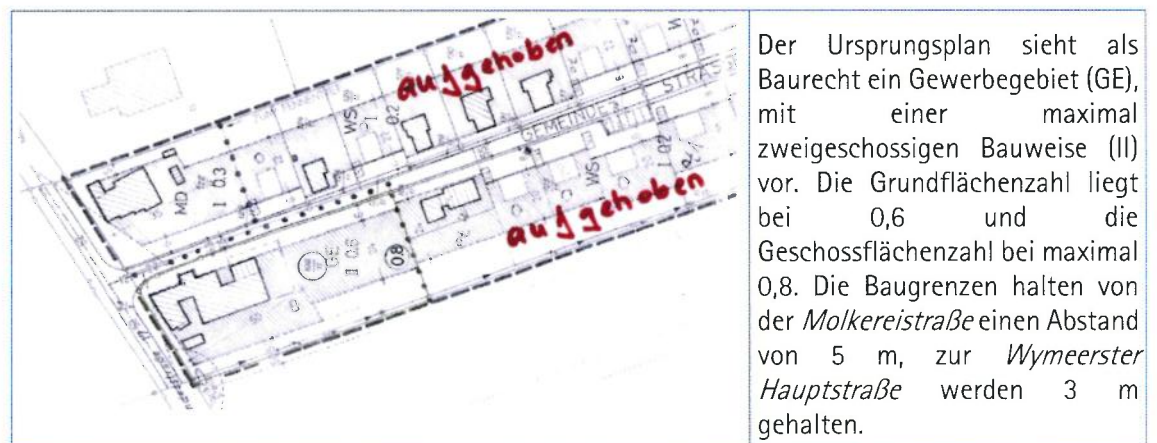 aufgehoben
WS
I
0.2
GEMEINDE
STRAS
MD
I 0.3
aufgehoben
WS
I 0.2
GE
II 0.6
0.8
Der Ursprungsplan sieht als
Baurecht ein Gewerbegebiet (GE),
mit einer maximal
zweigeschossigen Bauweise (II)
vor. Die Grundflächenzahl liegt
bei 0,6 und die
Geschossflächenzahl bei maximal
0,8. Die Baugrenzen halten von
der Molkereistraße einen Abstand
von 5 m, zur Wymeerster
Hauptstraße werden 3 m
gehalten.